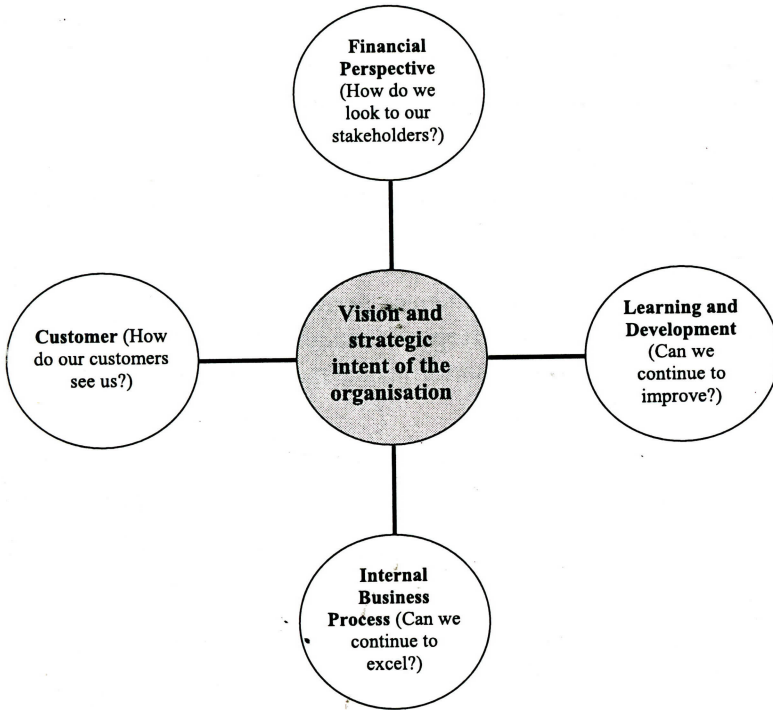 Financial
Perspective
(How do we
look to our
stakeholders?)
Customer (How
do our customers
see us?)
Vision and
strategic
intent of the
organisation
Learning and
Development
(Can we
continue to
improve?)
Internal
Business
Process (Can we
continue to
excel?)